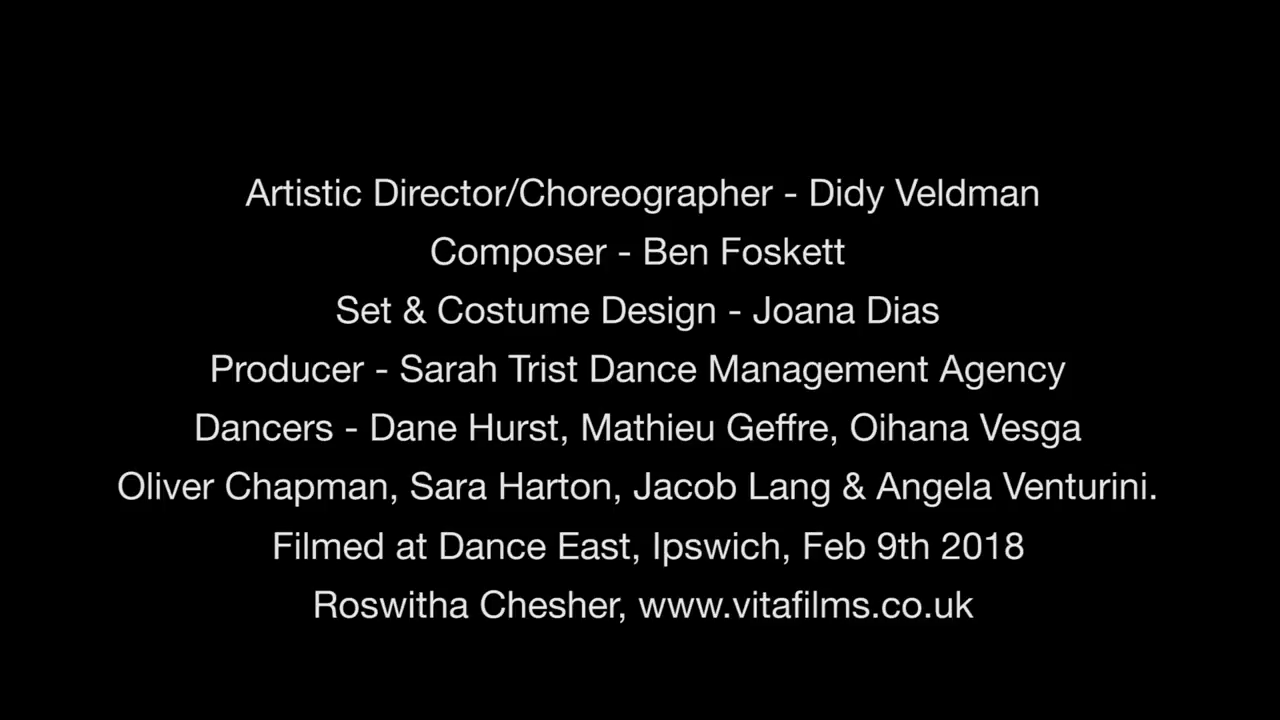 Artistic Director/Choreographer - Didy Veldman
Composer - Ben Foskett
Set & Costume Design - Joana Dias
Producer - Sarah Trist Dance Management Agency
Dancers - Dane Hurst, Mathieu Geffre, Oihana Vesga
Oliver Chapman, Sara Harton, Jacob Lang & Angela Venturini.
Filmed at Dance East, Ipswich, Feb 9th 2018
Roswitha Chesher, www.vitafilms.co.uk